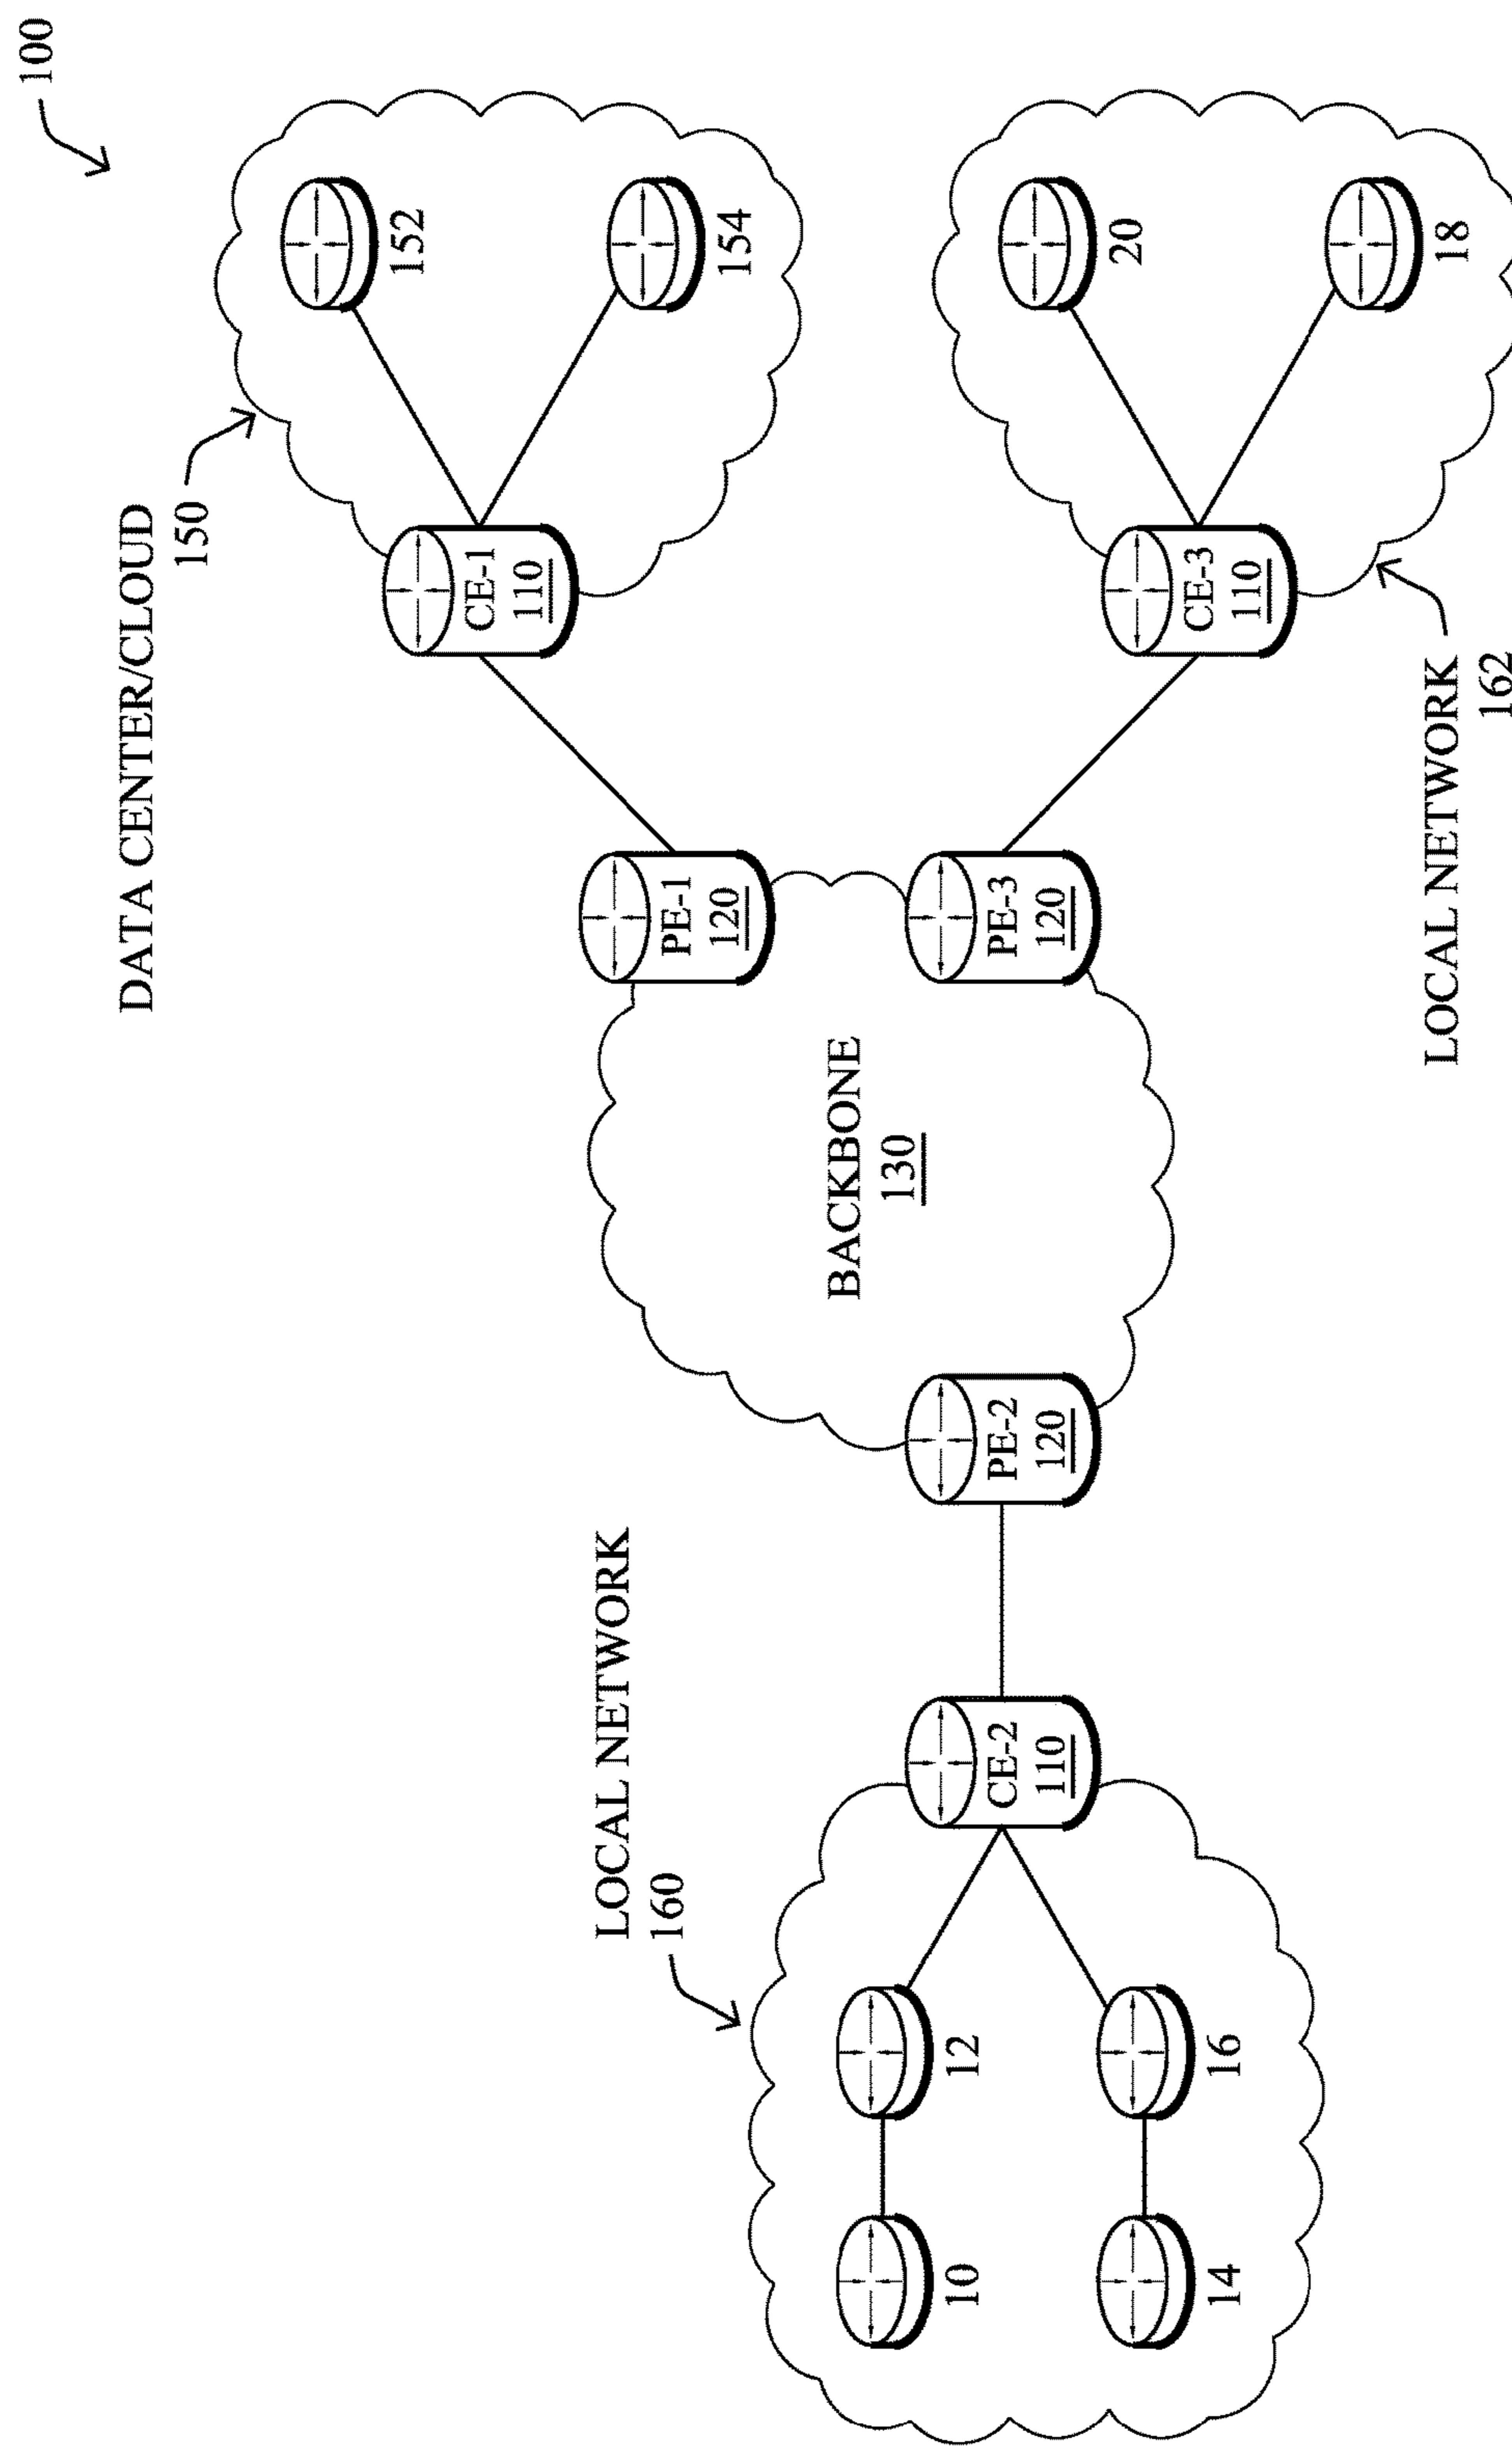 100
DATA CENTER/CLOUD
150
152
154
CE-1
110
PE-1
120
LOCAL NETWORK
160
BACKBONE
130
10
12
CE-2
110
PE-2
120
PE-3
120
20
CE-3
110
14
16
18
LOCAL NETWORK
162